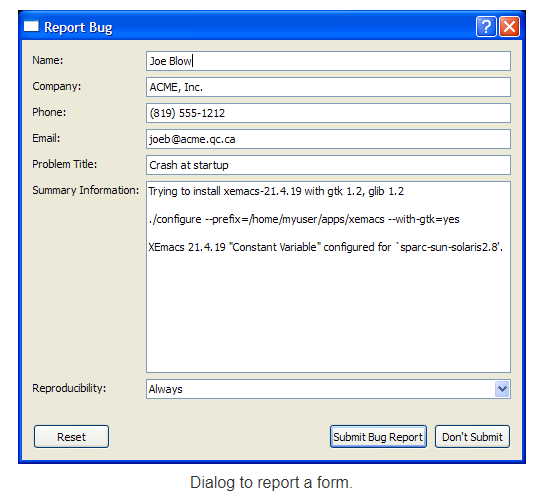 Report Bug
Name: Joe Blow
Company: ACME, Inc.
Phone: (819) 555-1212
Email: joeb@acme.qc.ca
Problem Title: Crash at startup
Summary Information: Trying to install xemacs-21.4.19 with gtk 1.2, glib 1.2
./configure --prefix=/home/myuser/apps/xemacs --with-gtk=yes
XEmacs 21.4.19 "Constant Variable" configured for `sparc-sun-solaris2.8'.
Reproducibility: Always
Reset Submit Bug Report Don't Submit
Dialog to report a form.